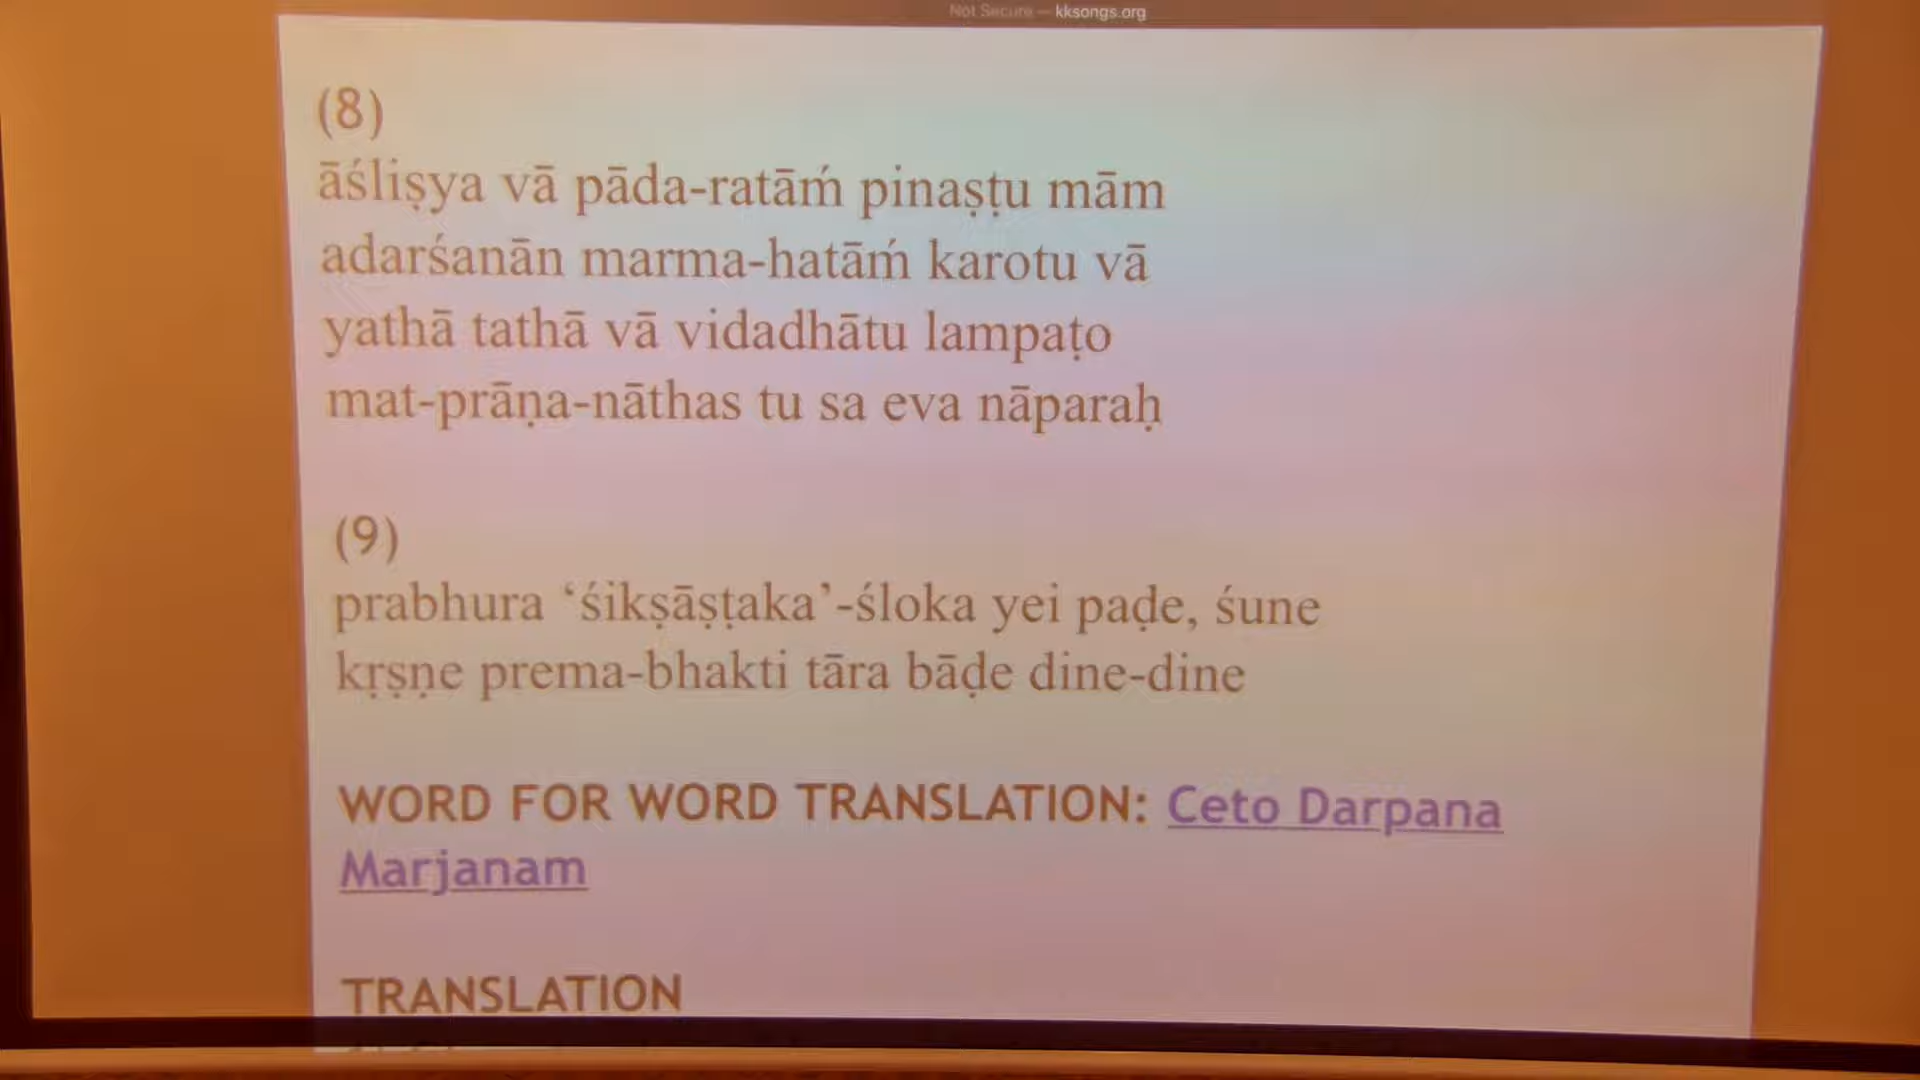 Not Secure — kksongs.org
(8)
āśliṣya vā pāda-ratāṁ pinaṣṭu mām
adarśanān marma-hatāṁ karotu vā
yathā tathā vā vidadhātu lampaṭo
mat-prāṇa-nāthas tu sa eva nāparaḥ
(9)
prabhura ‘śikṣāṣṭaka’-śloka yei paḍe, śune
kṛṣṇe prema-bhakti tāra bāḍe dine-dine
WORD FOR WORD TRANSLATION: Ceto Darpana
Marjanam
TRANSLATION